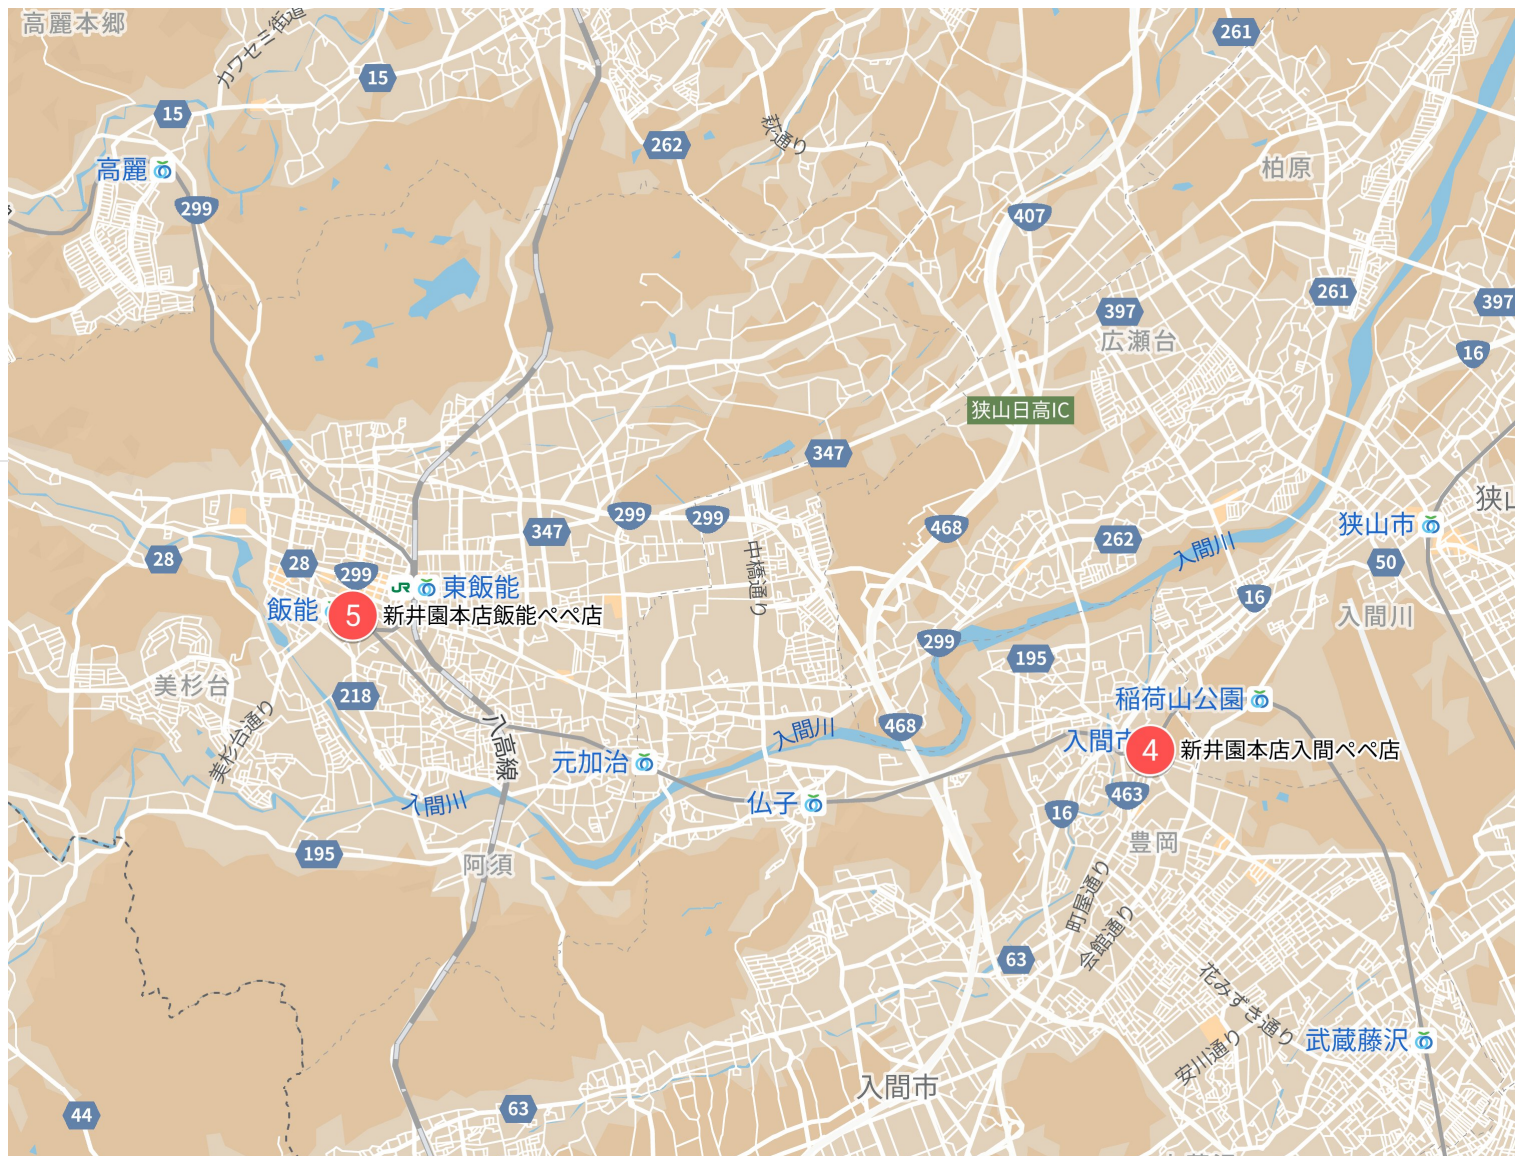 高麗本郷
カワセミ街道
15
261
15
262
萩通り
高麗
柏原
299
407
261
397
397
広瀬台
16
狭山日高IC
347
狭山
299
299
347
468
狭山市
28
28
262
入間川
50
299
中橋通り
JR
東飯能
飯能
5
新井園本店飯能ペペ店
16
入間川
299
195
美杉台
218
稲荷山公園
美杉台通り
八高線
入間川
468
入間市
4
新井園本店入間ペペ店
元加治
入間川
仏子
463
16
豊岡
195
阿須
町屋通り
会館通り
63
花みずき通り
安川通り
武蔵藤沢
入間市
63
44